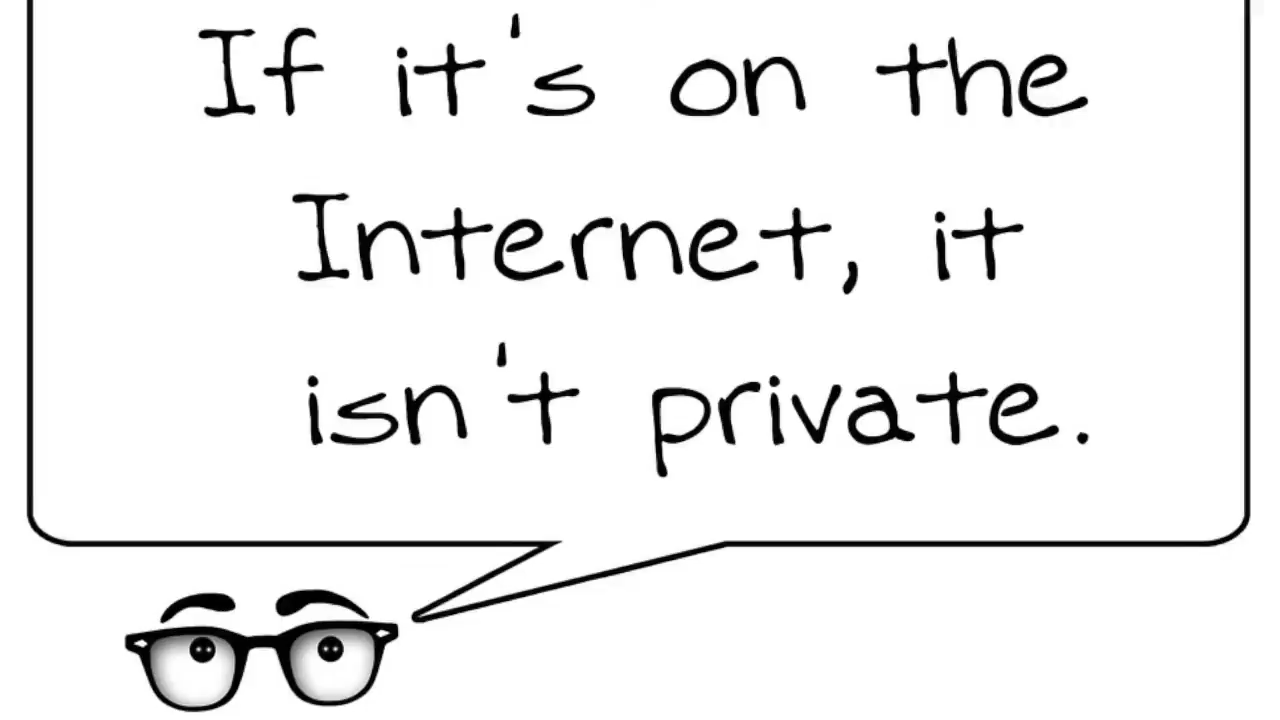 If it's on the
Internet, it
isn't private.